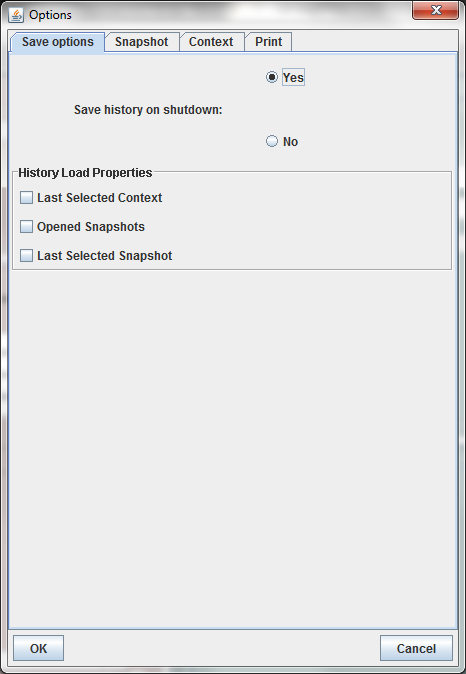 Options
Save options Snapshot Context Print
Yes
Save history on shutdown:
No
History Load Properties
Last Selected Context
Opened Snapshots
Last Selected Snapshot
OK Cancel